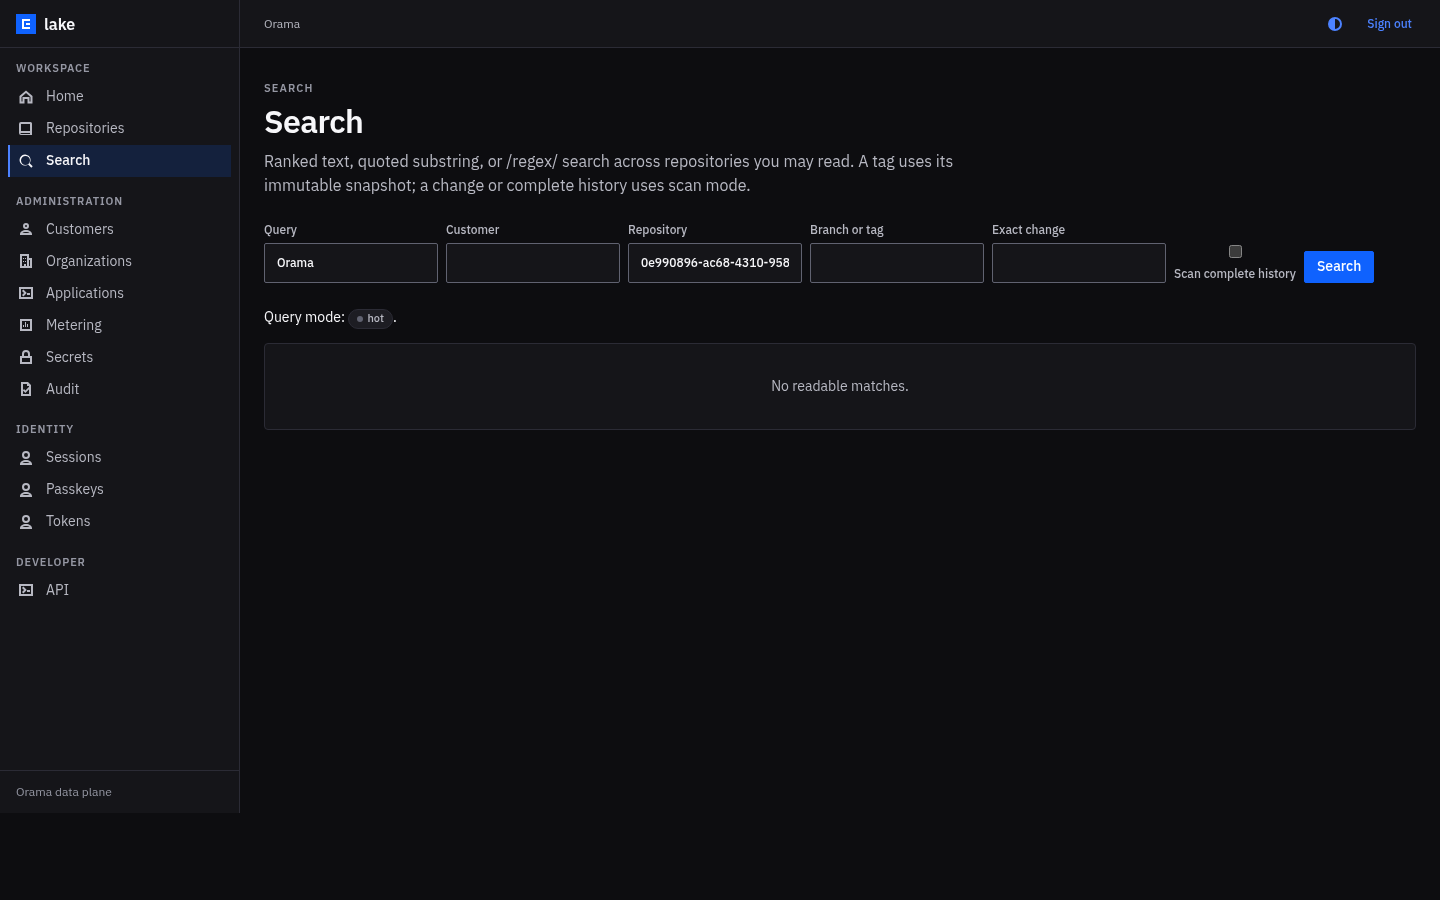 lake
Orama
Sign out
WORKSPACE
Home
Repositories
Search
ADMINISTRATION
Customers
Organizations
Applications
Metering
Secrets
Audit
IDENTITY
Sessions
Passkeys
Tokens
DEVELOPER
API
Orama data plane
SEARCH
Search
Ranked text, quoted substring, or /regex/ search across repositories you may read. A tag uses its
immutable snapshot; a change or complete history uses scan mode.
Query
Customer
Repository
Branch or tag
Exact change
Orama
0e990896-ac68-4310-958
Scan complete history
Search
Query mode: hot.
No readable matches.